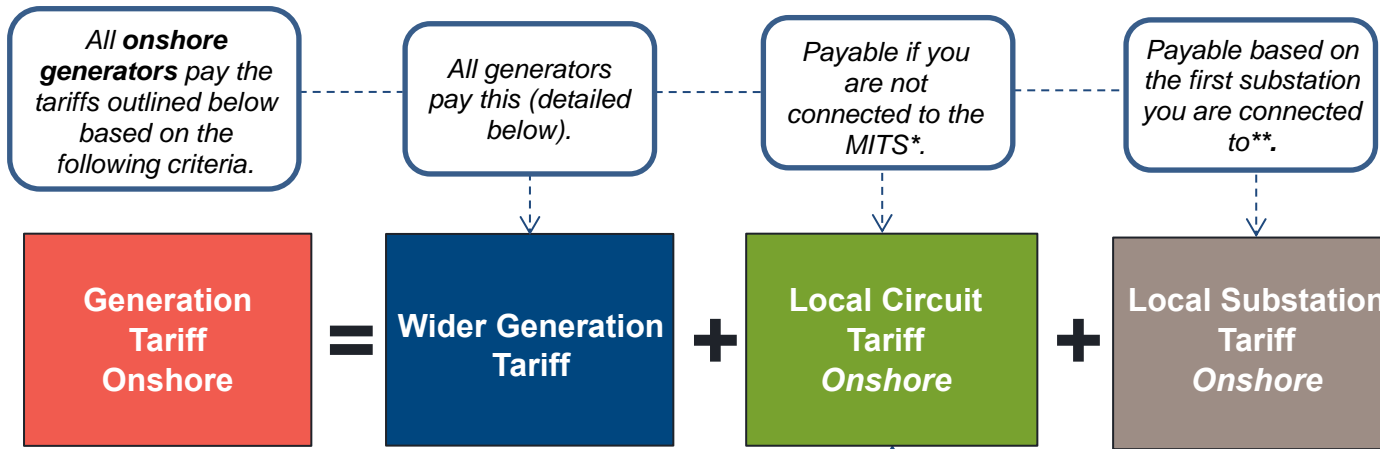 All onshore
generators pay the
tariffs outlined below
based on the
following criteria.
All generators
pay this (detailed
below).
Payable if you
are not
connected to the
MITS*.
Payable based on
the first substation
you are connected
to**.
Generation
Tariff
Onshore
=
Wider Generation
Tariff
+
Local Circuit
Tariff
Onshore
+
Local Substation
Tariff
Onshore